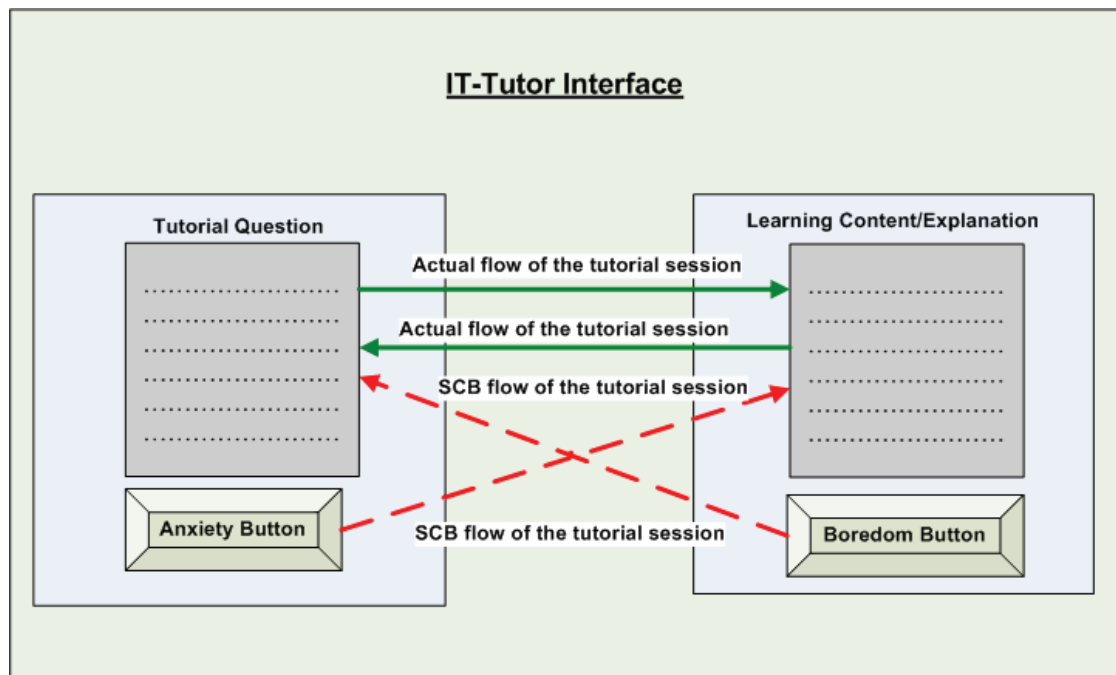 IT-Tutor Interface
Tutorial Question
Learning Content/Explanation
Actual flow of the tutorial session
Actual flow of the tutorial session
SCB flow of the tutorial session
Anxiety Button
SCB flow of the tutorial session
Boredom Button